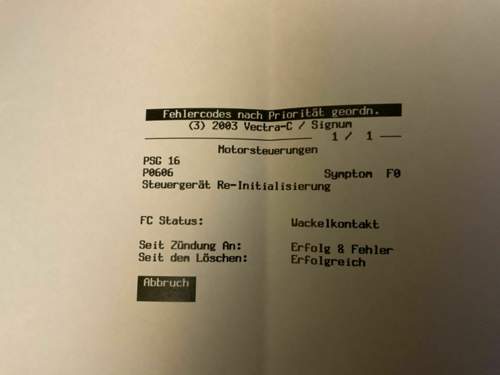 Fehlercodes nach Priorität geordn.
(3) 2003 Vectra-C / Signum
1 / 1
Motorsteuerungen
PSG 16
P0606 Symptom F0
Steuergerät Re-Initialisierung
FC Status: Wackelkontakt
Seit Zündung An: Erfolg & Fehler
Seit dem Löschen: Erfolgreich
Abbruch